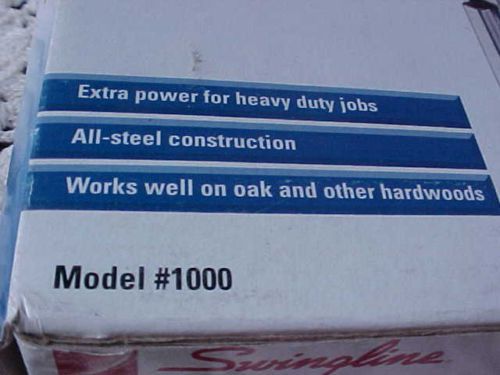 Extra power for heavy duty jobs
All-steel construction
Works well on oak and other hardwoods
Model #1000
Swingline